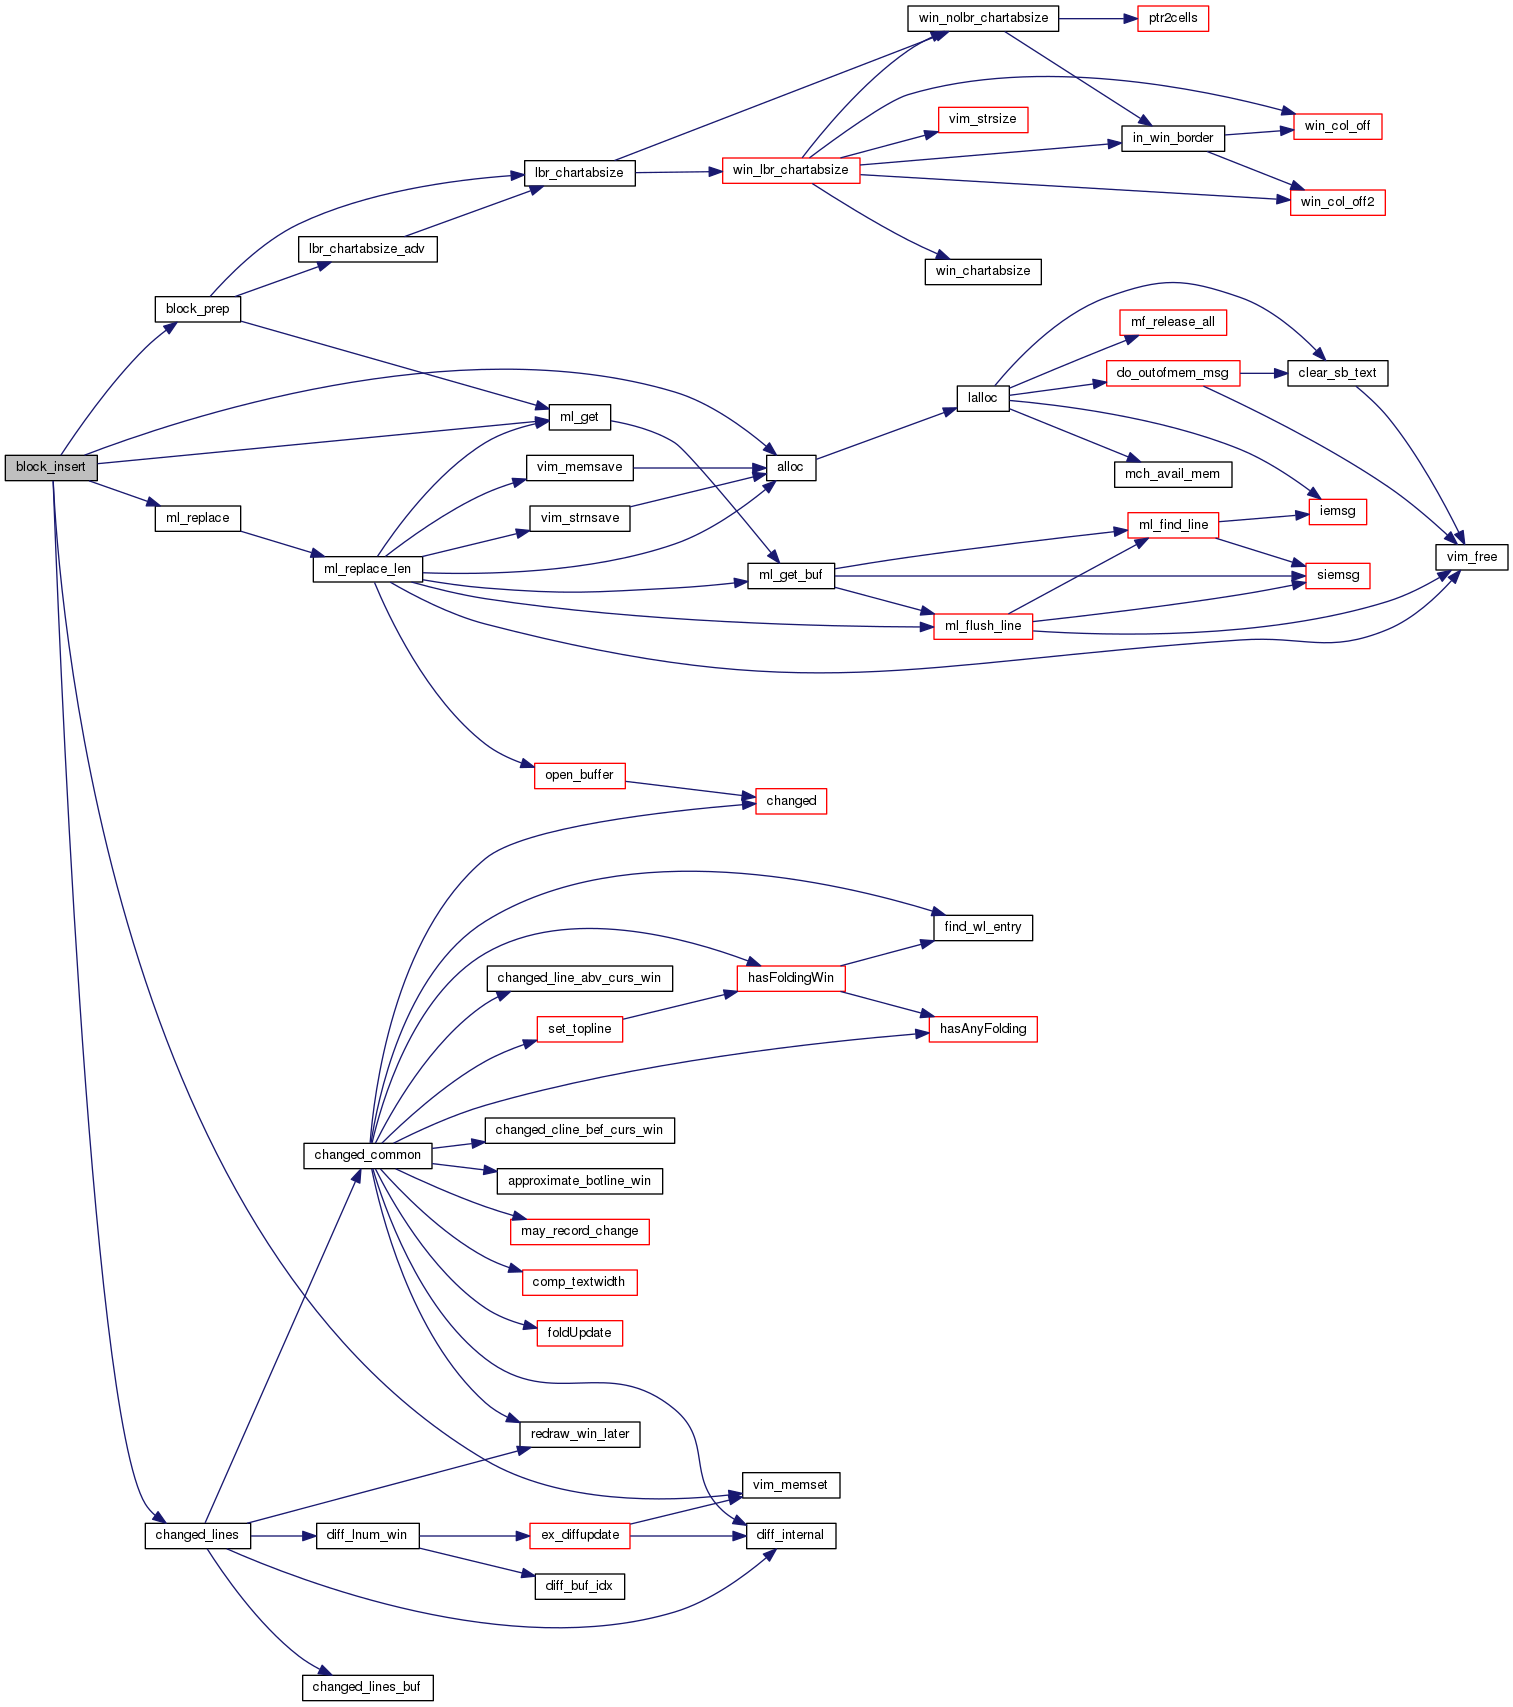 win_nolbr_chartabsize
ptr2cells
vim_strsize
win_col_off
in_win_border
lbr_chartabsize
win_lbr_chartabsize
win_col_off2
lbr_chartabsize_adv
win_chartabsize
block_prep
mf_release_all
do_outofmem_msg
clear_sb_text
lalloc
ml_get
block_insert
vim_memsave
alloc
mch_avail_mem
ml_replace
vim_strnsave
iemsg
ml_find_line
vim_free
ml_replace_len
ml_get_buf
siemsg
ml_flush_line
open_buffer
changed
find_wl_entry
changed_line_abv_curs_win
hasFoldingWin
set_topline
hasAnyFolding
changed_cline_bef_curs_win
changed_common
approximate_botline_win
may_record_change
comp_textwidth
foldUpdate
redraw_win_later
vim_memset
changed_lines
diff_lnum_win
ex_diffupdate
diff_internal
diff_buf_idx
changed_lines_buf